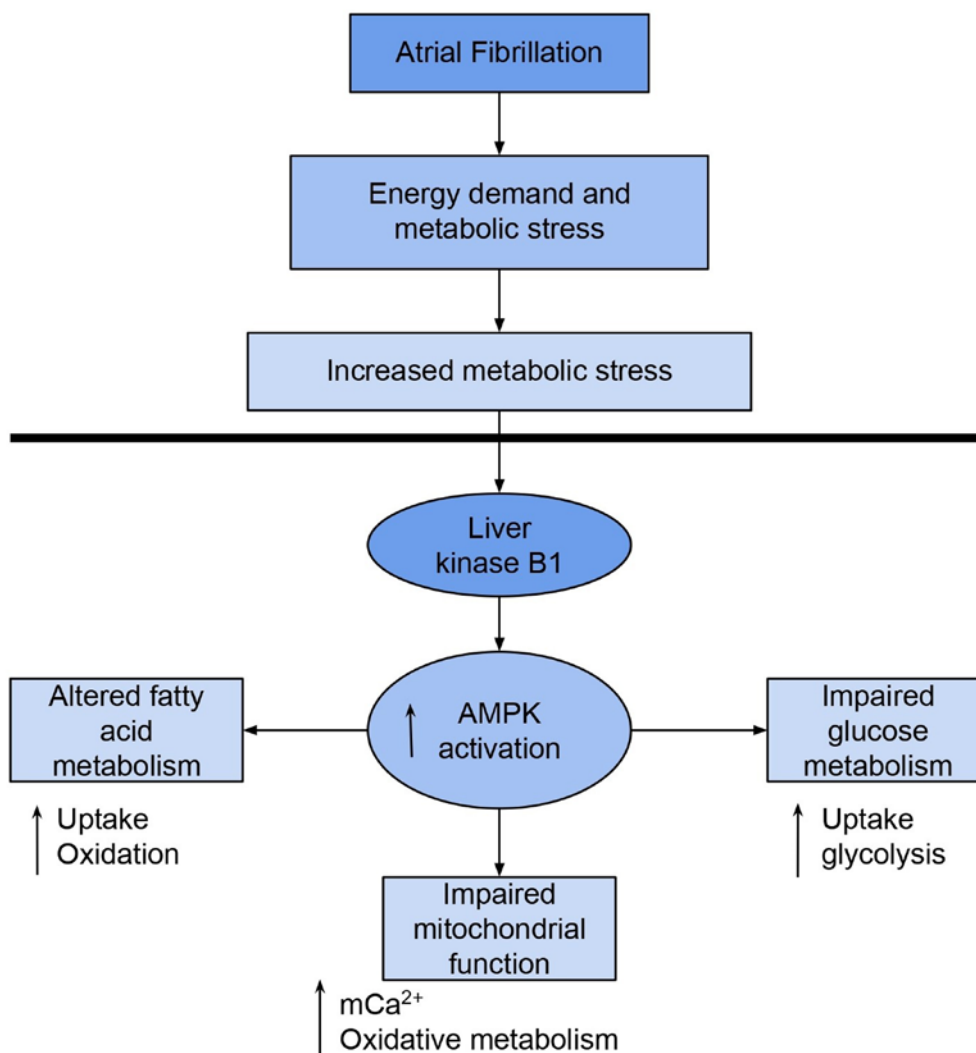 Atrial Fibrillation
Energy demand and
metabolic stress
Increased metabolic stress
Liver
kinase B1
AMPK
activation
Altered fatty
acid
metabolism
Uptake
Oxidation
Impaired
glucose
metabolism
Uptake
glycolysis
Impaired
mitochondrial
function
mCa²⁺
Oxidative metabolism